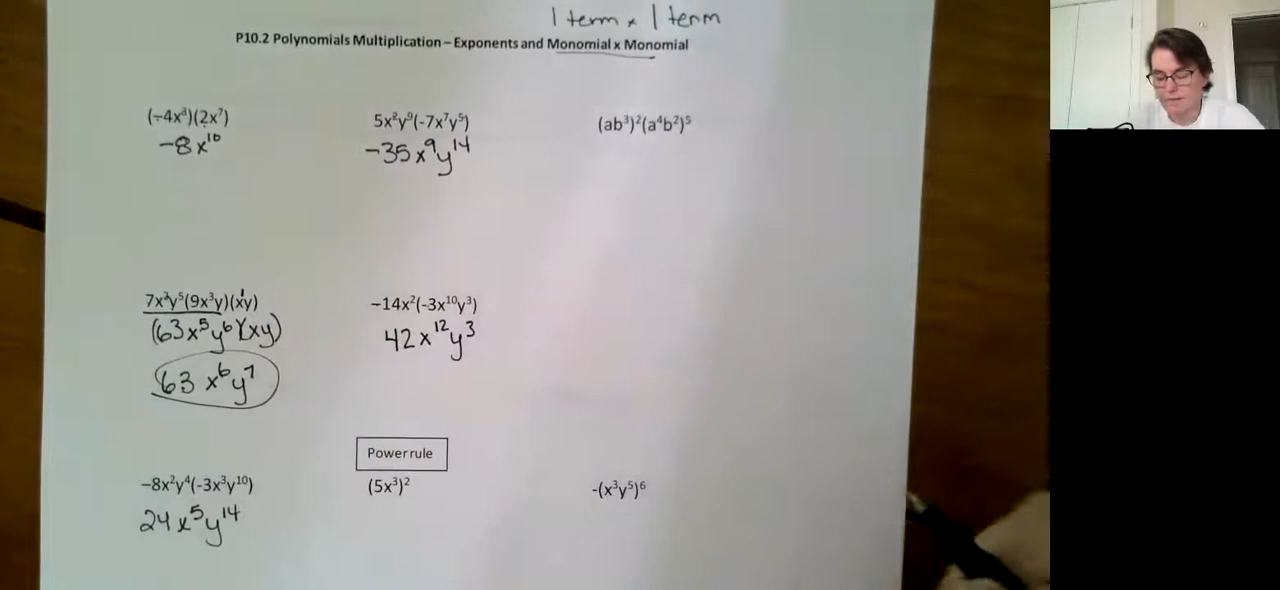 1 term x 1 term
P10.2 Polynomials Multiplication – Exponents and Monomial x Monomial
(−4x³)(2x⁷)
−8x¹⁰
5x²y⁹(-7x⁷y⁵)
−35x⁹y¹⁴
(ab³)²(a⁴b²)⁵
7x²y⁵(9x³y)(x¹y)
(63x⁵y⁶)(xy)
63x⁶y⁷
−14x²(-3x¹⁰y³)
42x¹²y³
Power rule
−8x²y⁴(-3x³y¹⁰)
24x⁵y¹⁴
(5x³)²
-(x³y⁵)⁶